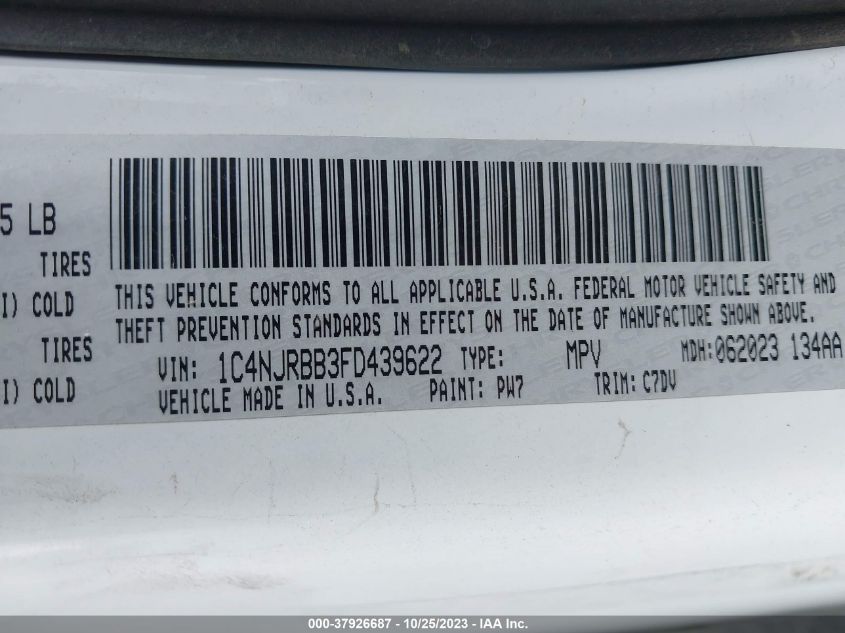 5 LB
TIRES
I) COLD
TIRES
I) COLD
THIS VEHICLE CONFORMS TO ALL APPLICABLE U.S.A. FEDERAL MOTOR VEHICLE SAFETY AND
THEFT PREVENTION STANDARDS IN EFFECT ON THE DATE OF MANUFACTURE SHOWN ABOVE.
VIN: 1C4NJRBB3FD439622 TYPE: MPV MDH:062023 134AA
VEHICLE MADE IN U.S.A. PAINT: PW7 TRIM: C7DV
000-37926687 - 10/25/2023 - IAA Inc.